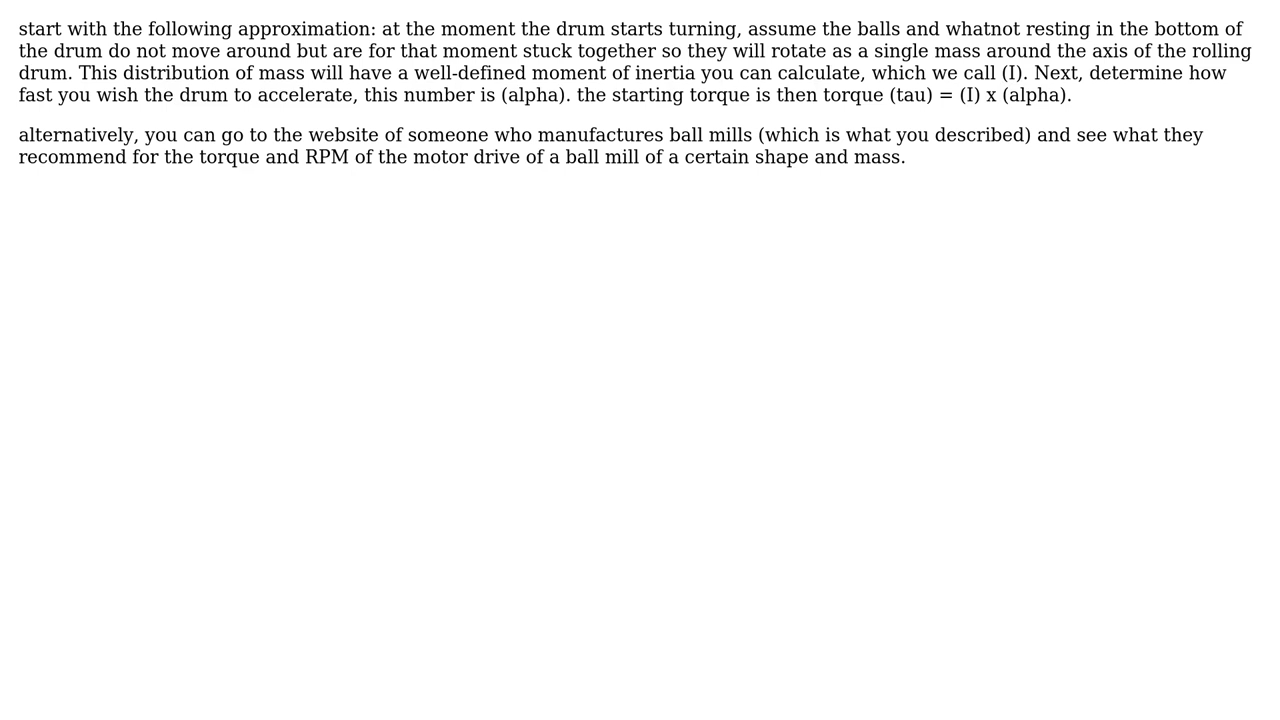 start with the following approximation: at the moment the drum starts turning, assume the balls and whatnot resting in the bottom of
the drum do not move around but are for that moment stuck together so they will rotate as a single mass around the axis of the rolling
drum. This distribution of mass will have a well-defined moment of inertia you can calculate, which we call (I). Next, determine how
fast you wish the drum to accelerate, this number is (alpha). the starting torque is then torque (tau) = (I) x (alpha).
alternatively, you can go to the website of someone who manufactures ball mills (which is what you described) and see what they
recommend for the torque and RPM of the motor drive of a ball mill of a certain shape and mass.